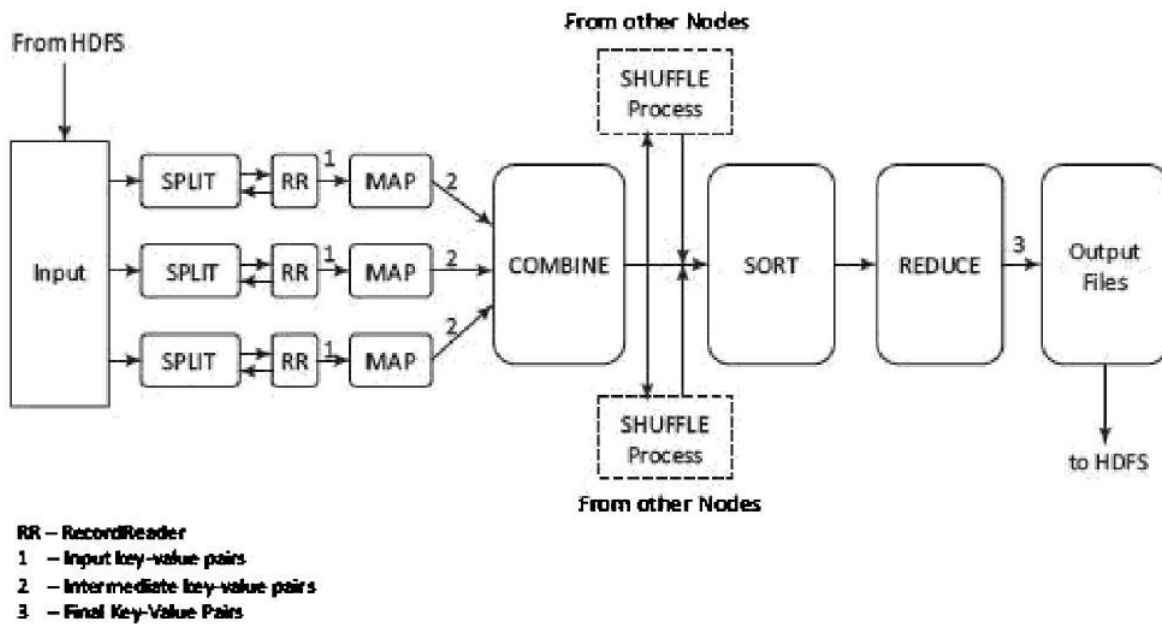 From other Nodes
From HDFS
SHUFFLE
Process
SPLIT
RR
1
MAP
2
Input
SPLIT
RR
1
MAP
2
COMBINE
SORT
REDUCE
3
Output
Files
SPLIT
RR
1
MAP
2
SHUFFLE
Process
From other Nodes
to HDFS
RR – RecordReader
1 – Input key-value pairs
2 – Intermediate key-value pairs
3 – Final Key-Value Pairs